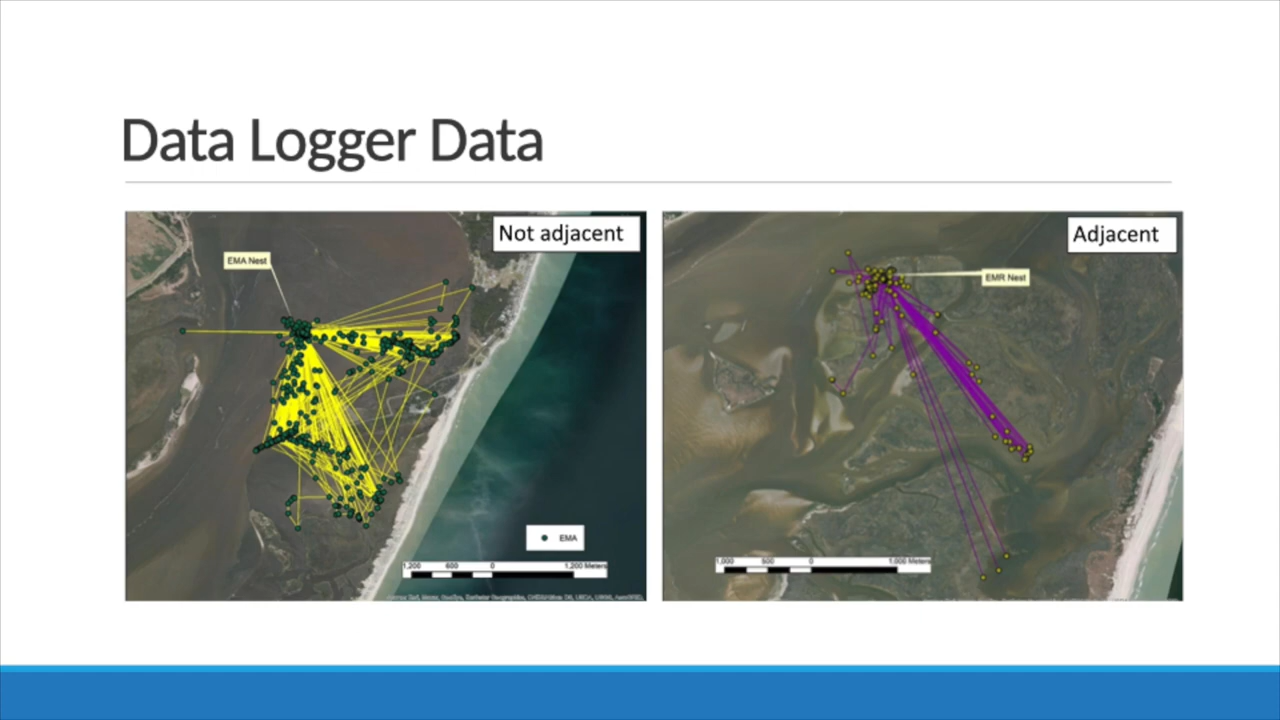 Data Logger Data
Not adjacent
EMA Nest
EMA
1,200 600 0 1,200 Meters
Adjacent
EMR Nest
1,000 500 0 1,000 Meters